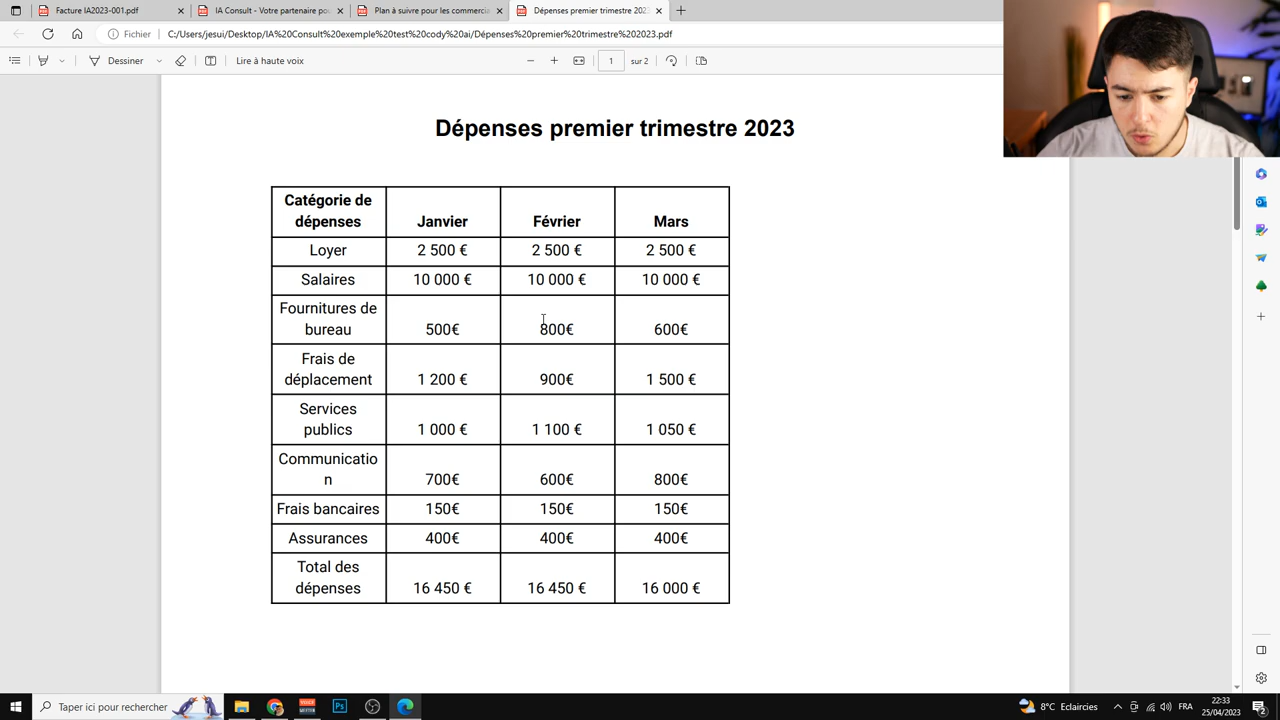 Facture IA2023-001.pdf
IA Consult - Votre partenaire pou
Plan à suivre pour les commercia
Dépenses premier trimestre 2023
Fichier
C:/Users/jesui/Desktop/IA%20Consult%20exemple%20test%20cody%20ai/Dépenses%20premier%20trimestre%202023.pdf
Dessiner
Lire à haute voix
1
sur 2
Dépenses premier trimestre 2023
Catégorie de dépenses Janvier Février Mars
Loyer 2 500 € 2 500 € 2 500 €
Salaires 10 000 € 10 000 € 10 000 €
Fournitures de bureau 500€ 800€ 600€
Frais de déplacement 1 200 € 900€ 1 500 €
Services publics 1 000 € 1 100 € 1 050 €
Communicatio
n 700€ 600€ 800€
Frais bancaires 150€ 150€ 150€
Assurances 400€ 400€ 400€
Total des dépenses 16 450 € 16 450 € 16 000 €
Taper ici pour rechercher
8°C Eclaircies
FRA
22:33
25/04/2023
2